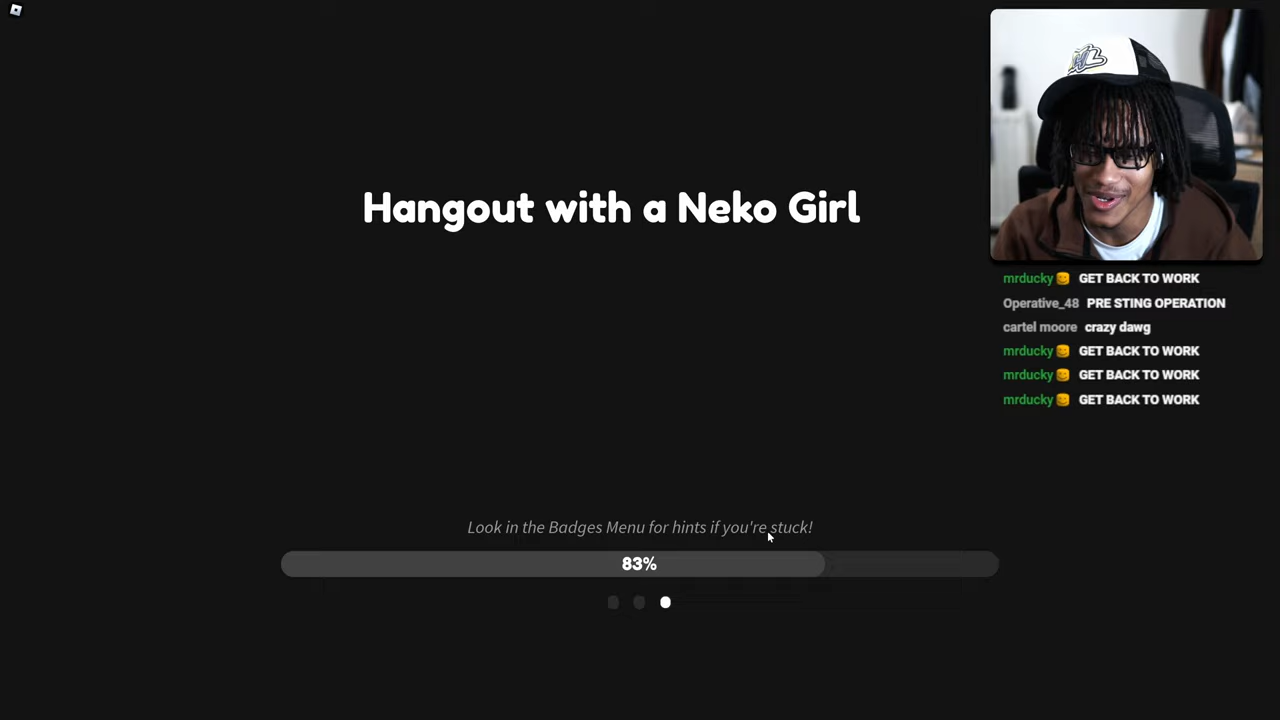 Hangout with a Neko Girl
mrducky GET BACK TO WORK
Operative_48 PRE STING OPERATION
cartel moore crazy dawg
mrducky GET BACK TO WORK
mrducky GET BACK TO WORK
mrducky GET BACK TO WORK
Look in the Badges Menu for hints if you're stuck!
83%